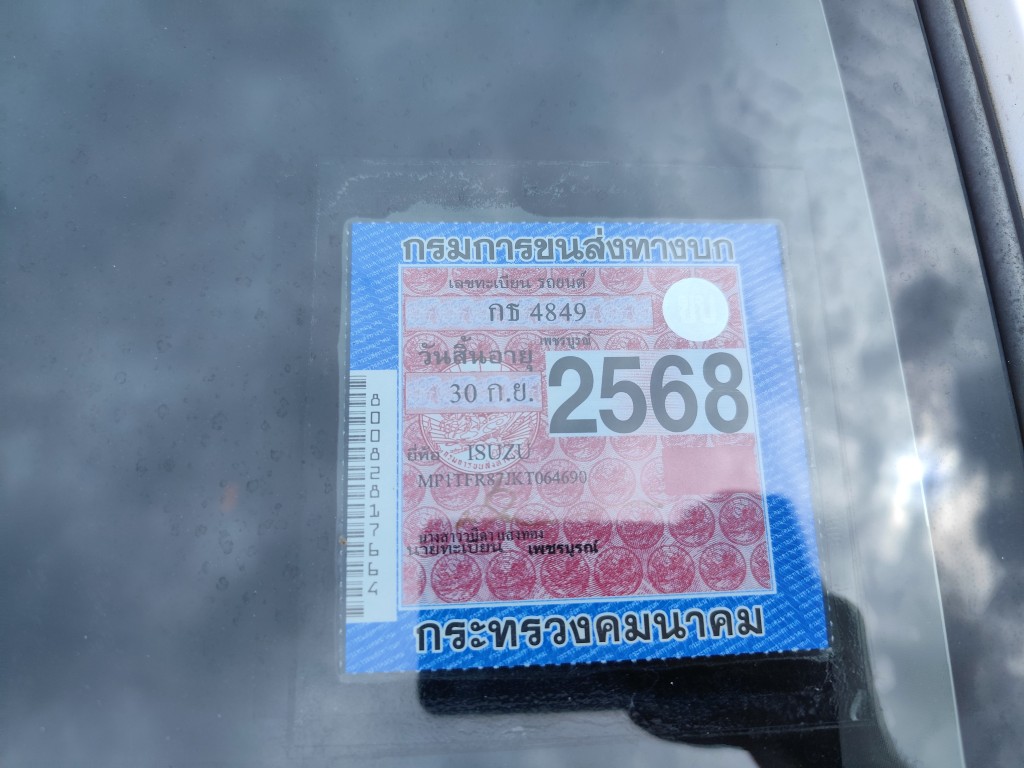 กรมการขนส่งทางบก
เลขทะเบียน รถยนต์
กธ 4849
เพชรบูรณ์
วันสิ้นอายุ
30 ก.ย.
2568
ยี่ห้อ ISUZU
MP1TFR87JKT064690
นายทะเบียน เพชรบูรณ์
กระทรวงคมนาคม
80082817664